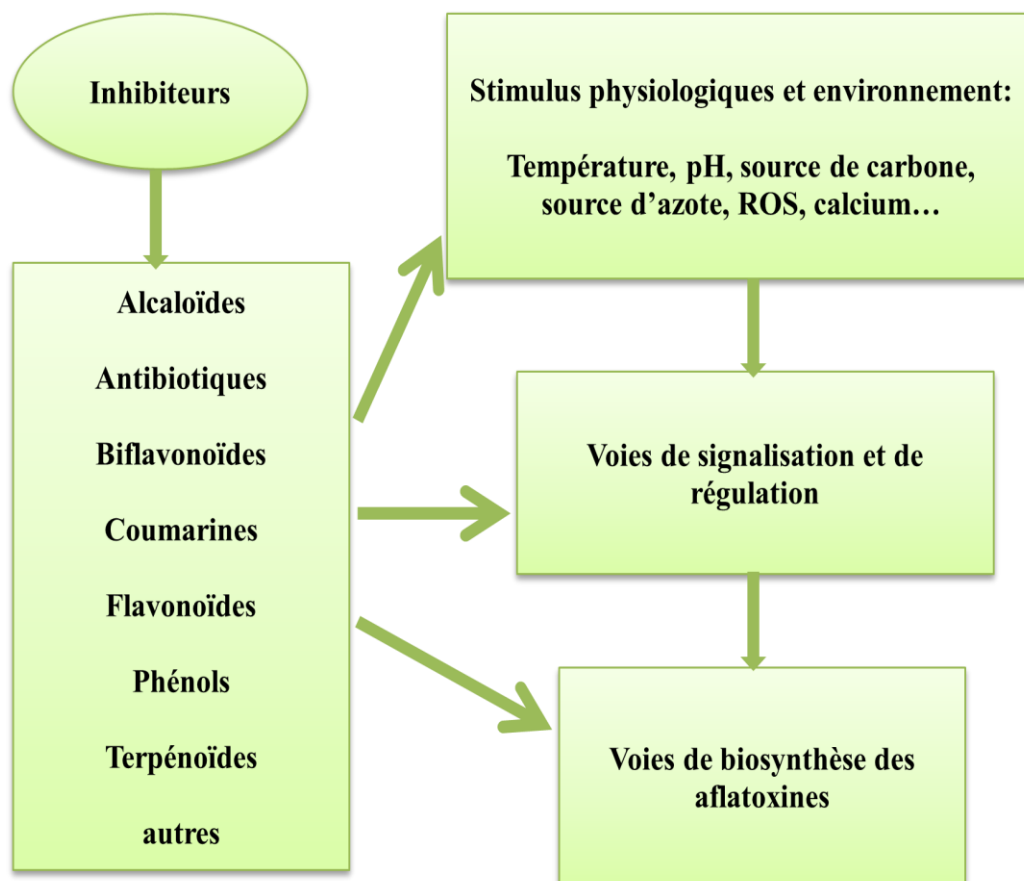 Inhibiteurs
Alcaloïdes
Antibiotiques
Biflavonoïdes
Coumarines
Flavonoïdes
Phénols
Terpénoïdes
autres
Stimulus physiologiques et environnement:
Température, pH, source de carbone,
source d’azote, ROS, calcium…
Voies de signalisation et de
régulation
Voies de biosynthèse des
aflatoxines